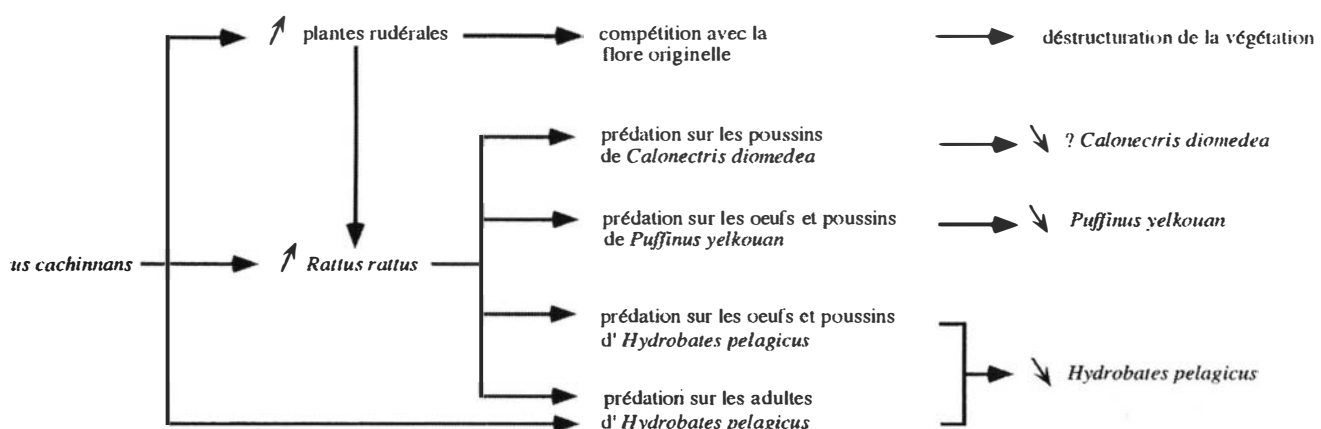 plantes rudérales
compétition avec la
flore originelle
déstructuration de la végétation
prédation sur les poussins
de Calonectris diomedea
? Calonectris diomedea
prédation sur les oeufs et poussins
de Puffinus yelkouan
Puffinus yelkouan
us cachinnans
Rattus rattus
prédation sur les oeufs et poussins
d' Hydrobates pelagicus
Hydrobates pelagicus
prédation sur les adultes
d' Hydrobates pelagicus